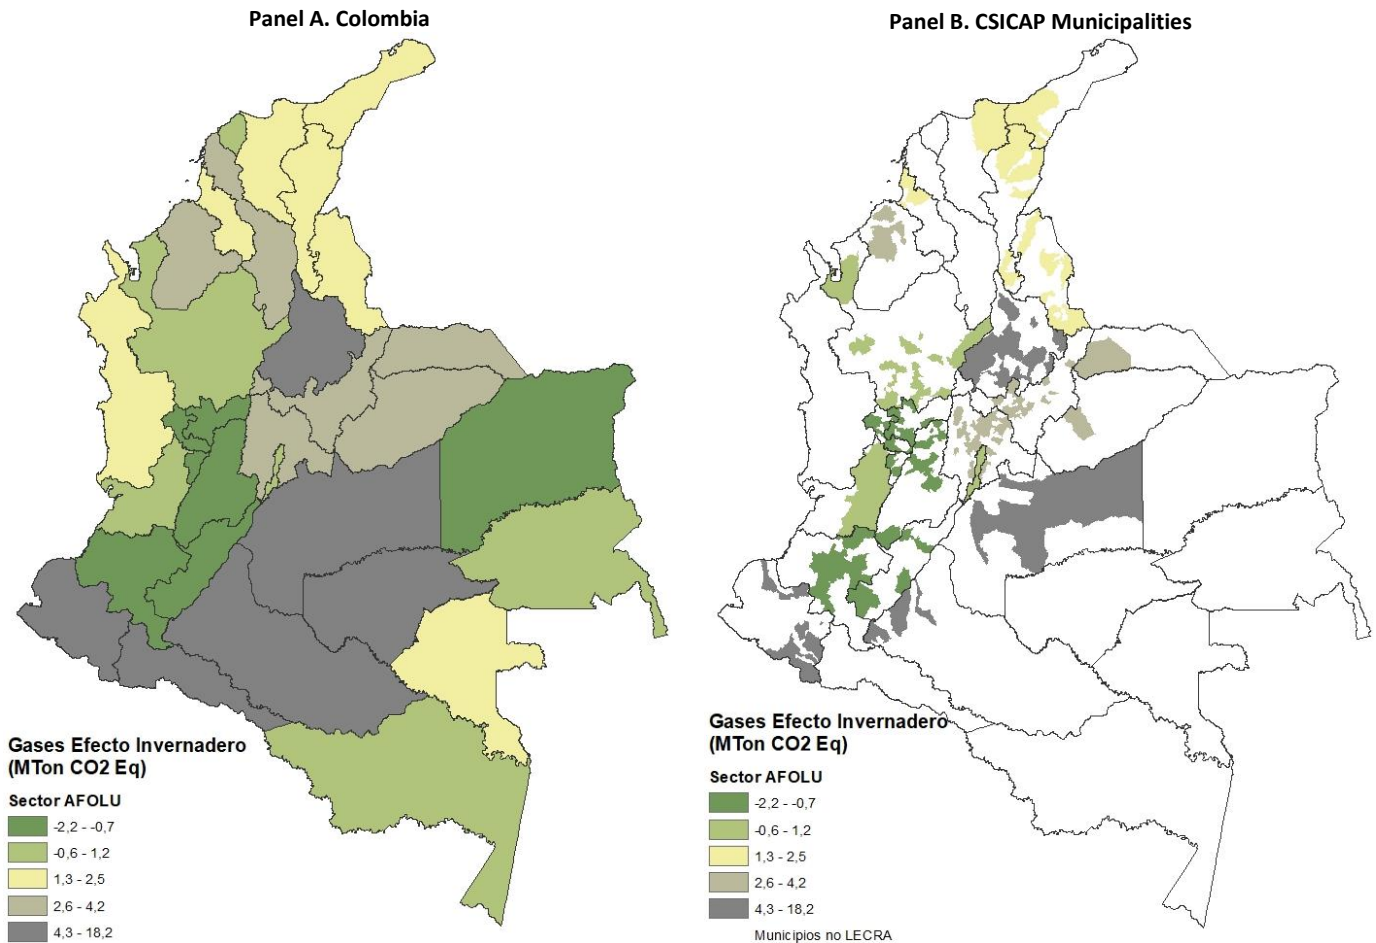 Panel A. Colombia
Panel B. CSICAP Municipalities
Gases Efecto Invernadero
(MTon CO2 Eq)
Sector AFOLU
-2,2 - -0,7
-0,6 - 1,2
1,3 - 2,5
2,6 - 4,2
4,3 - 18,2
Gases Efecto Invernadero
(MTon CO2 Eq)
Sector AFOLU
-2,2 - -0,7
-0,6 - 1,2
1,3 - 2,5
2,6 - 4,2
4,3 - 18,2
Municipios no LECRA